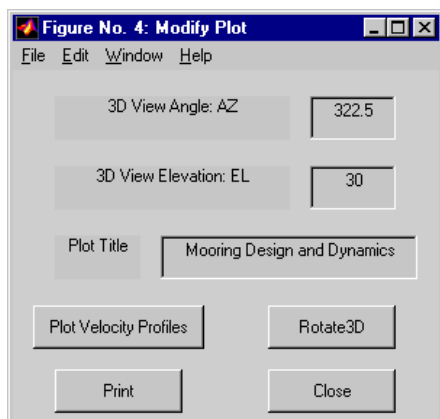 Figure No. 4: Modify Plot
File Edit Window Help
3D View Angle: AZ 322.5
3D View Elevation: EL 30
Plot Title Mooring Design and Dynamics
Plot Velocity Profiles Rotate3D
Print Close